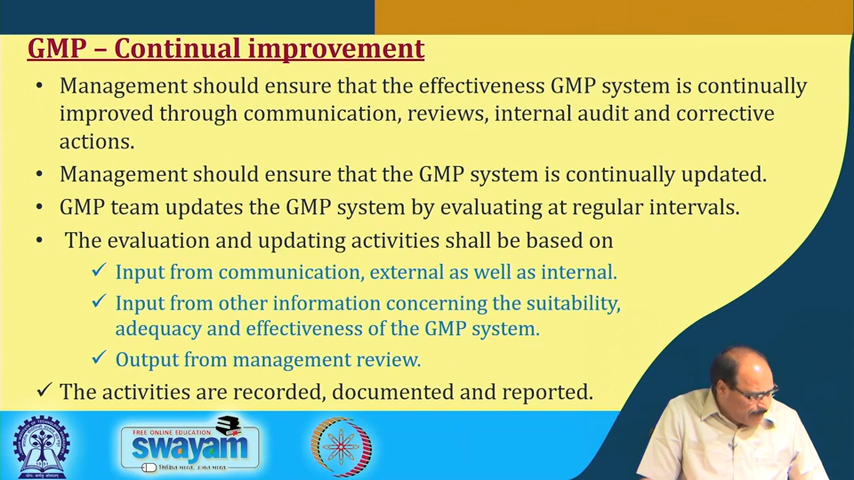 GMP – Continual improvement
• Management should ensure that the effectiveness GMP system is continually
improved through communication, reviews, internal audit and corrective
actions.
• Management should ensure that the GMP system is continually updated.
• GMP team updates the GMP system by evaluating at regular intervals.
• The evaluation and updating activities shall be based on
✓ Input from communication, external as well as internal.
✓ Input from other information concerning the suitability,
adequacy and effectiveness of the GMP system.
✓ Output from management review.
✓ The activities are recorded, documented and reported.
FREE ONLINE EDUCATION
swayam